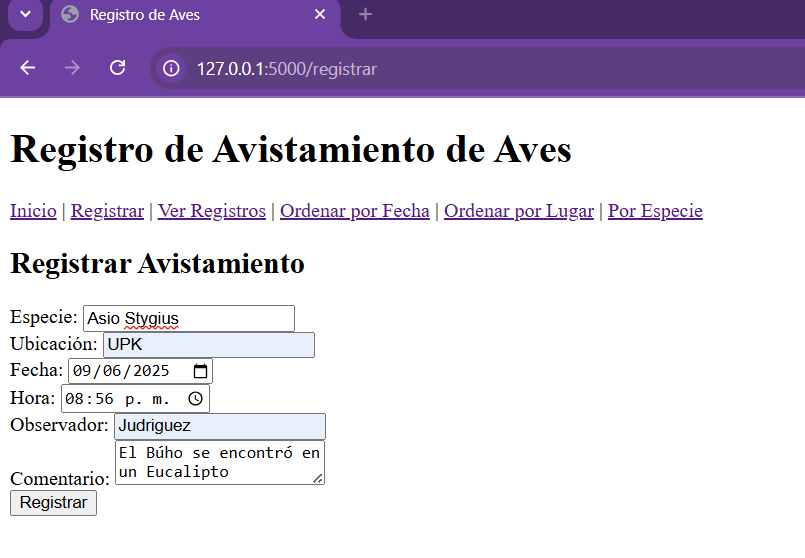 Registro de Aves
127.0.0.1:5000/registrar
Registro de Avistamiento de Aves
Inicio | Registrar | Ver Registros | Ordenar por Fecha | Ordenar por Lugar | Por Especie
Registrar Avistamiento
Especie: Asio Stygius
Ubicación: UPK
Fecha: 09/06/2025
Hora: 08:56 p. m.
Observador: Judriguez
El Búho se encontró en
un Eucalipto
Comentario:
Registrar